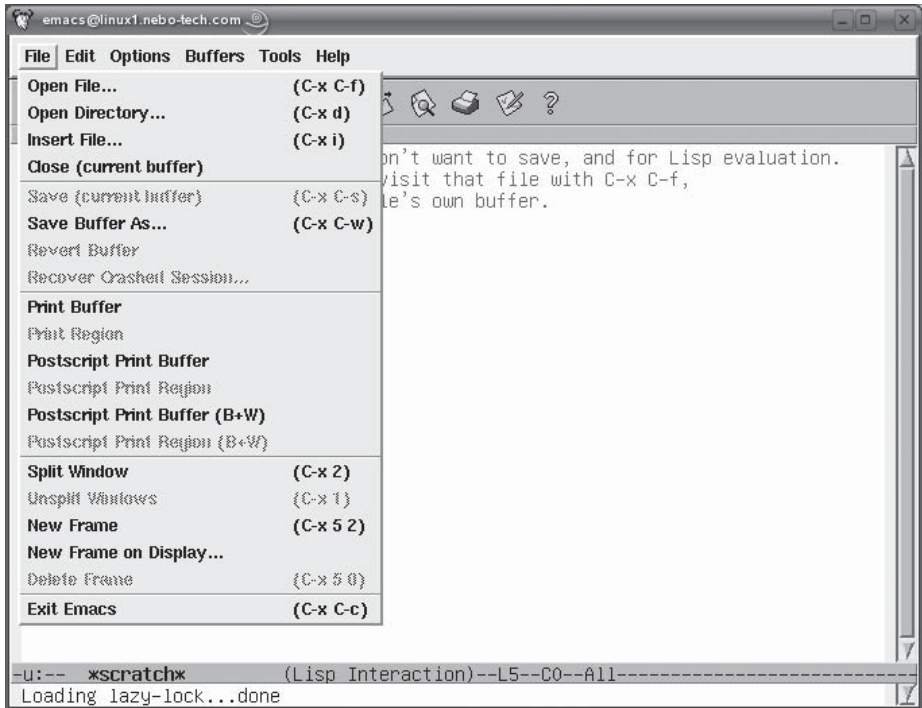 emacs@linux1.nebo-tech.com
File Edit Options Buffers Tools Help
Open File... (C-x C-f)
Open Directory... (C-x d)
Insert File... (C-x i)
Close (current buffer)
Save (current buffer) (C-x C-s)
Save Buffer As... (C-x C-w)
Revert Buffer
Recover Crashed Session...
Print Buffer
Print Region
Postscript Print Buffer
Postscript Print Region
Postscript Print Buffer (B+W)
Postscript Print Region (B+W)
Split Window (C-x 2)
Unsplit Windows (C-x 1)
New Frame (C-x 5 2)
New Frame on Display...
Delete Frame (C-x 5 0)
Exit Emacs (C-x C-c)
on't want to save, and for Lisp evaluation.
visit that file with C-x C-f,
le's own buffer.
-u:-- *scratch* (Lisp Interaction)--L5--C0--All--------------------------
Loading lazy-lock...done